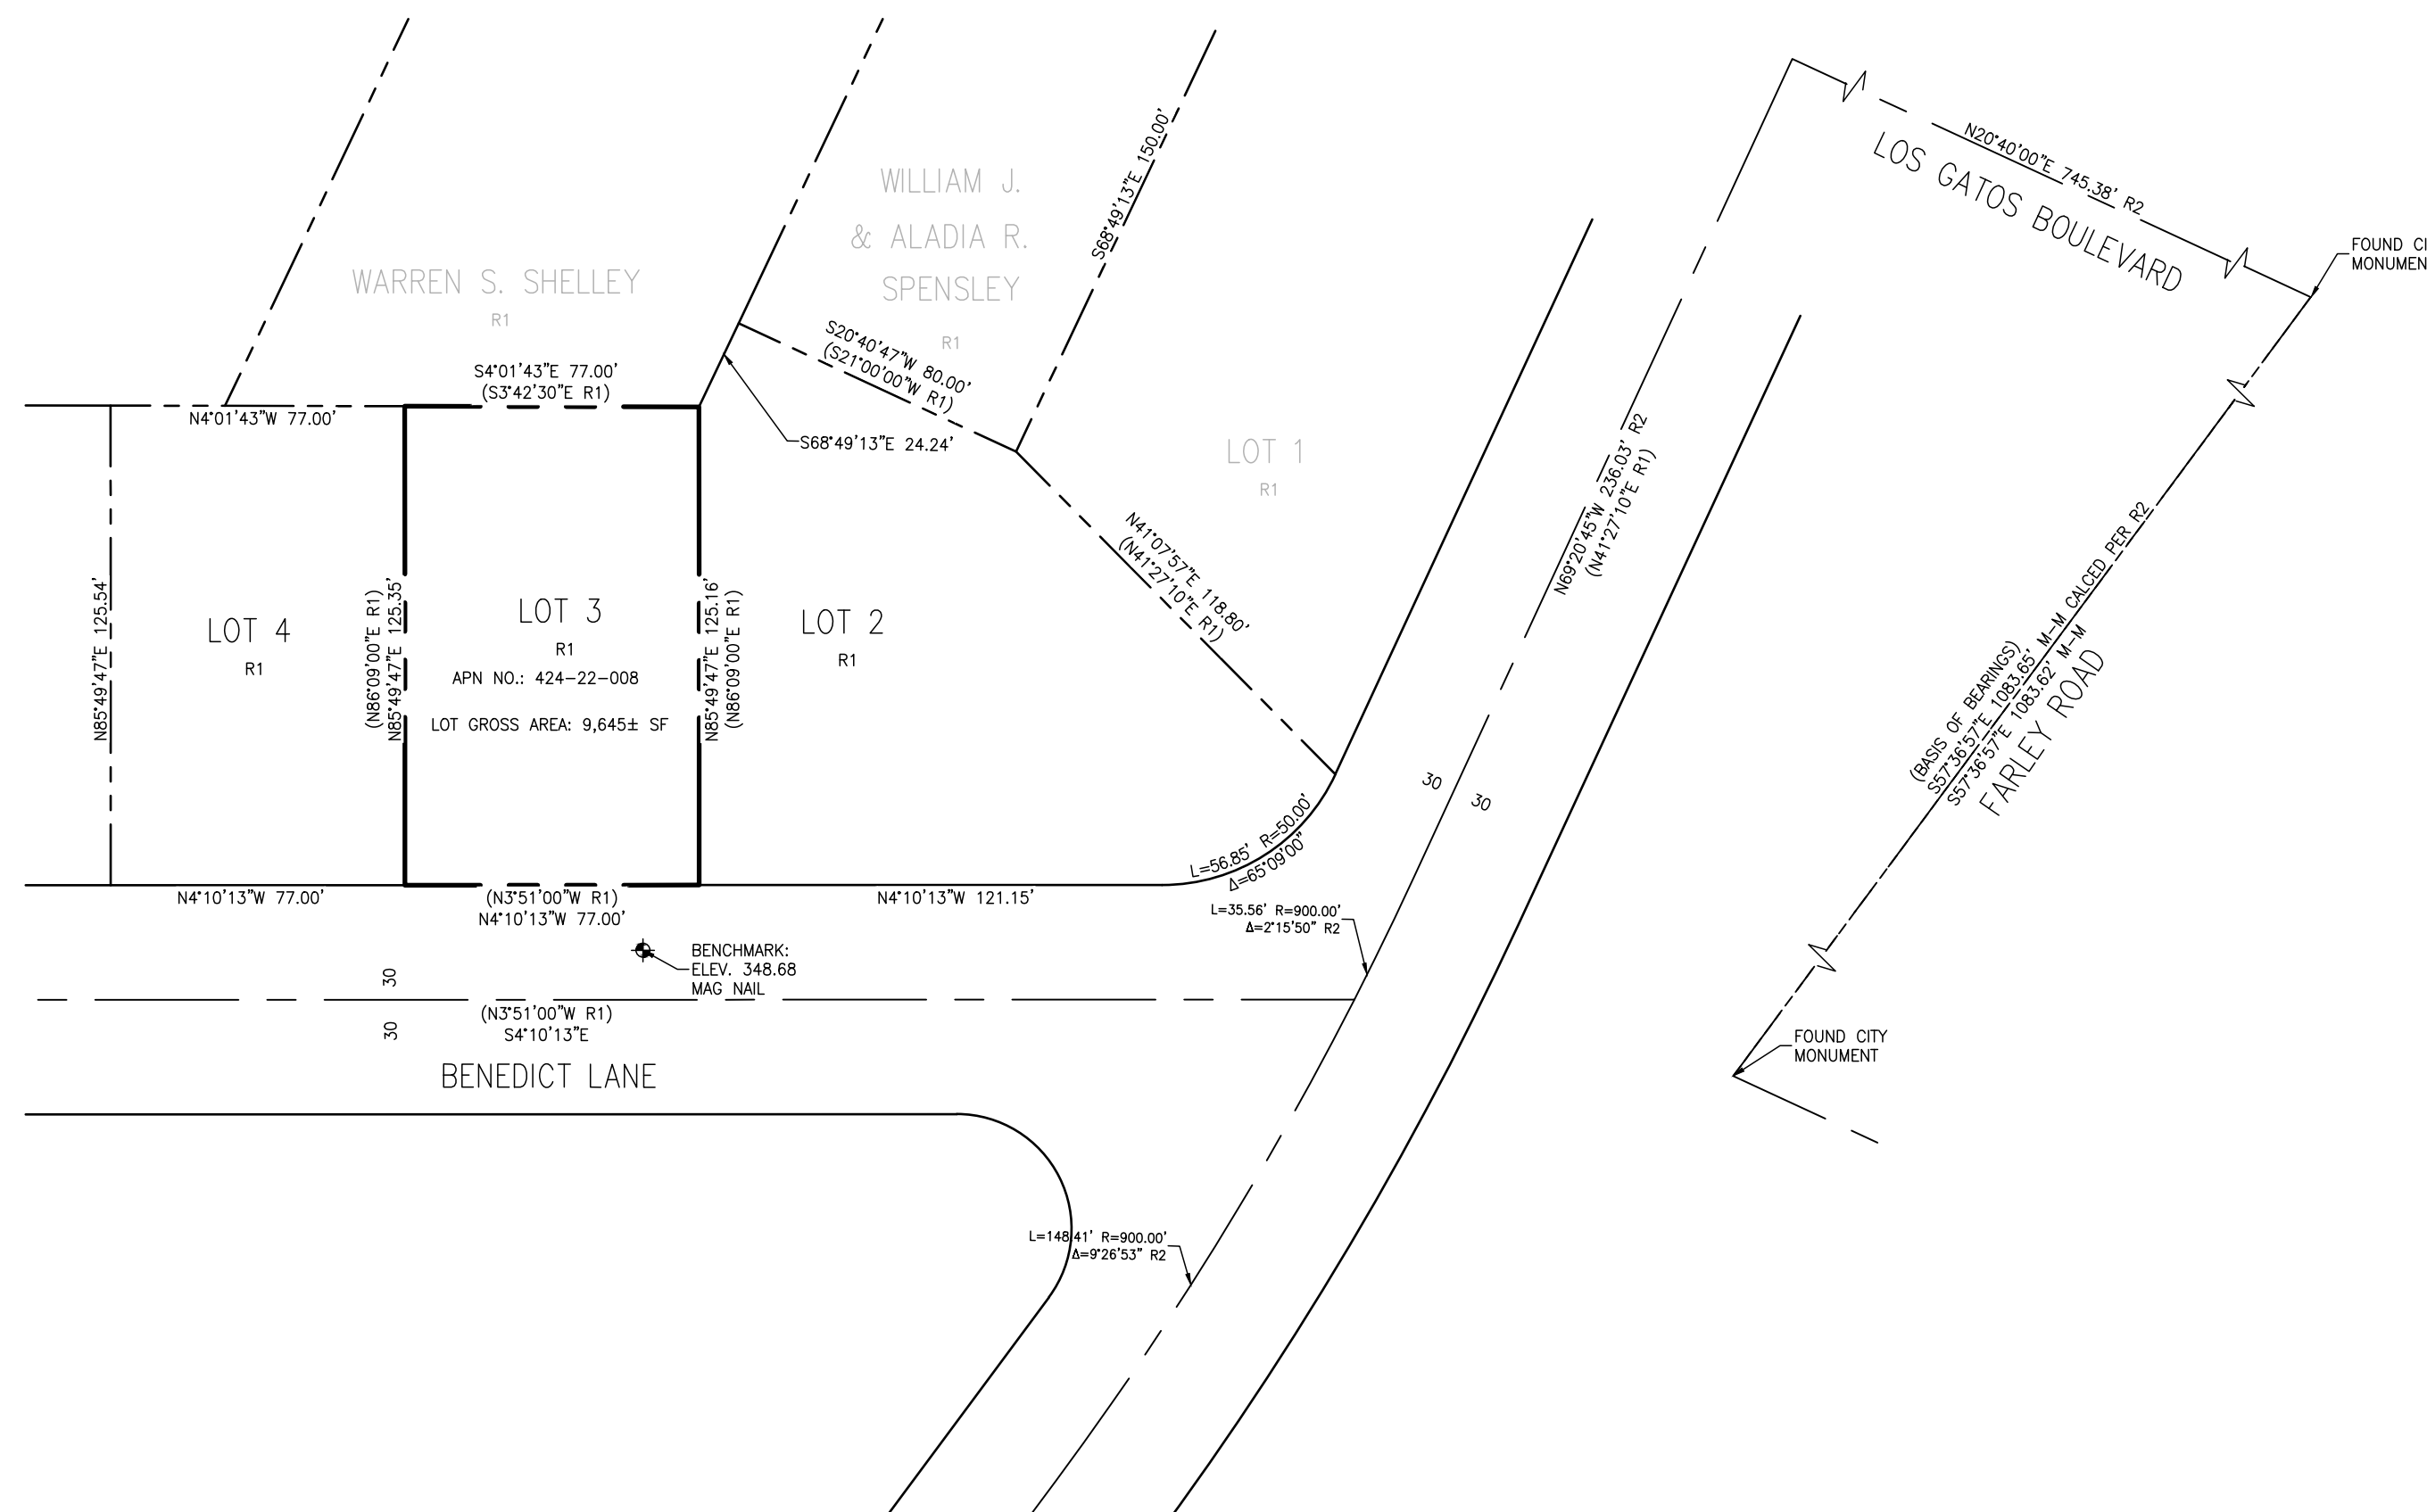 N20°40'00"E 745.38' R2
LOS GATOS BOULEVARD
FOUND CI
MONUMEN
WILLIAM J.
& ALADIA R.
SPENSLEY
R1
S68°49'13"E 150.00'
WARREN S. SHELLEY
R1
S20°40'47"W 80.00'
(S21°00'00"W R1)
S4°01'43"E 77.00'
(S3°42'30"E R1)
N4°01'43"W 77.00'
S68°49'13"E 24.24'
LOT 1
R1
N69°20'45"W 236.03' R2
(N41°27'10"E R1)
N41°07'57"E 118.80'
(N41°27'10"E R1)
N85°49'47"E 125.54'
LOT 4
R1
(N86°09'00"E R1)
N85°49'47"E 125.35'
LOT 3
R1
APN NO.: 424-22-008
LOT GROSS AREA: 9,645± SF
N85°49'47"E 125.16'
(N86°09'00"E R1)
LOT 2
R1
(BASIS OF BEARINGS)
S57°36'57"E 1083.65' M-M CALCED PER R2
S57°36'57"E 1083.62' M-M
FARLEY ROAD
30
30
L=56.85' R=50.00'
Δ=65°09'00"
N4°10'13"W 77.00'
(N3°51'00"W R1)
N4°10'13"W 77.00'
N4°10'13"W 121.15'
L=35.56' R=900.00'
Δ=2°15'50" R2
BENCHMARK:
ELEV. 348.68
MAG NAIL
30
30
(N3°51'00"W R1)
S4°10'13"E
BENEDICT LANE
FOUND CITY
MONUMENT
L=148.41' R=900.00'
Δ=9°26'53" R2